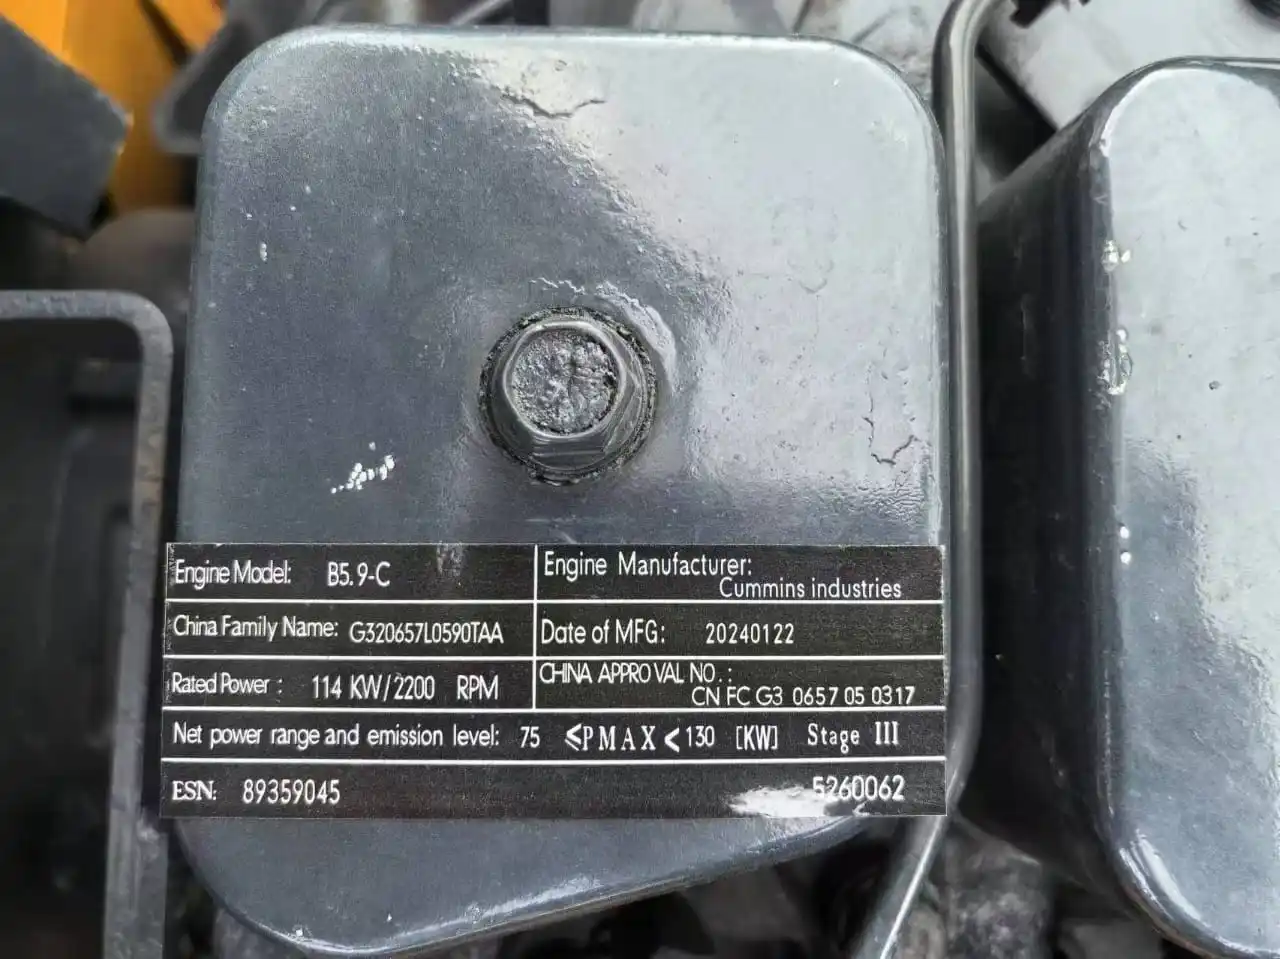 Engine Model: B5.9-C
Engine Manufacturer:
Cummins industries
China Family Name: G320657L0590TAA
Date of MFG: 20240122
Rated Power : 114 KW/2200 RPM
CHINA APPROVAL NO.:
CN FC G3 0657 05 0317
Net power range and emission level: 75 ≤PMAX<130 [KW] Stage III
ESN: 89359045 5260062